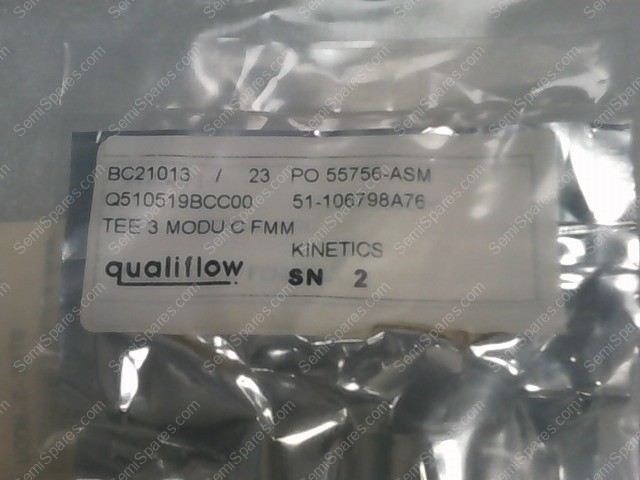 BC21013 / 23 PO 55756-ASM
Q510519BCC00 51-106798A76
TEE 3 MODU C FMM
KINETICS
qualiflow SN 2
SemiSpares.com